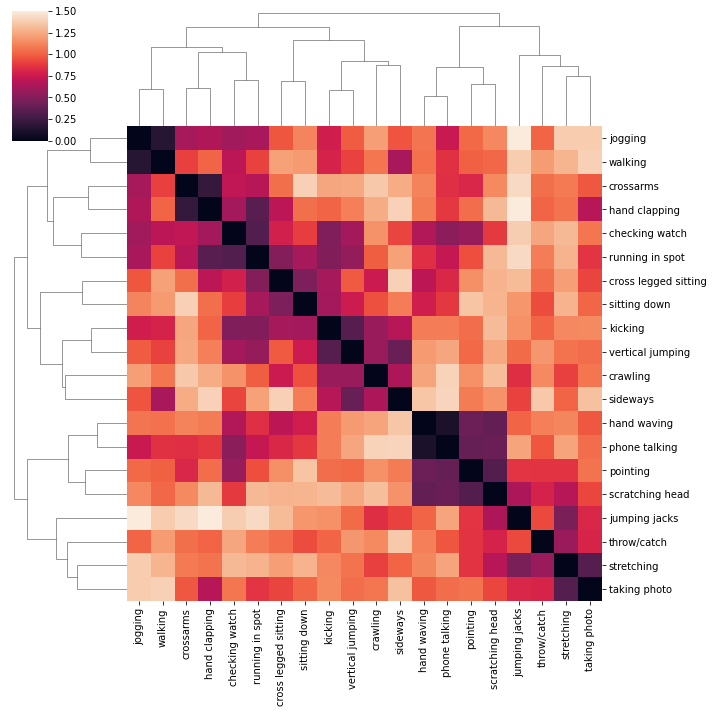 1.50
1.25
1.00
0.75
0.50
0.25
0.00
jogging
walking
crossarms
hand clapping
checking watch
running in spot
cross legged sitting
sitting down
kicking
vertical jumping
crawling
sideways
hand waving
phone talking
pointing
scratching head
jumping jacks
throw/catch
stretching
taking photo
jogging
walking
crossarms
hand clapping
checking watch
running in spot
cross legged sitting
sitting down
kicking
vertical jumping
crawling
sideways
hand waving
phone talking
pointing
scratching head
jumping jacks
throw/catch
stretching
taking photo